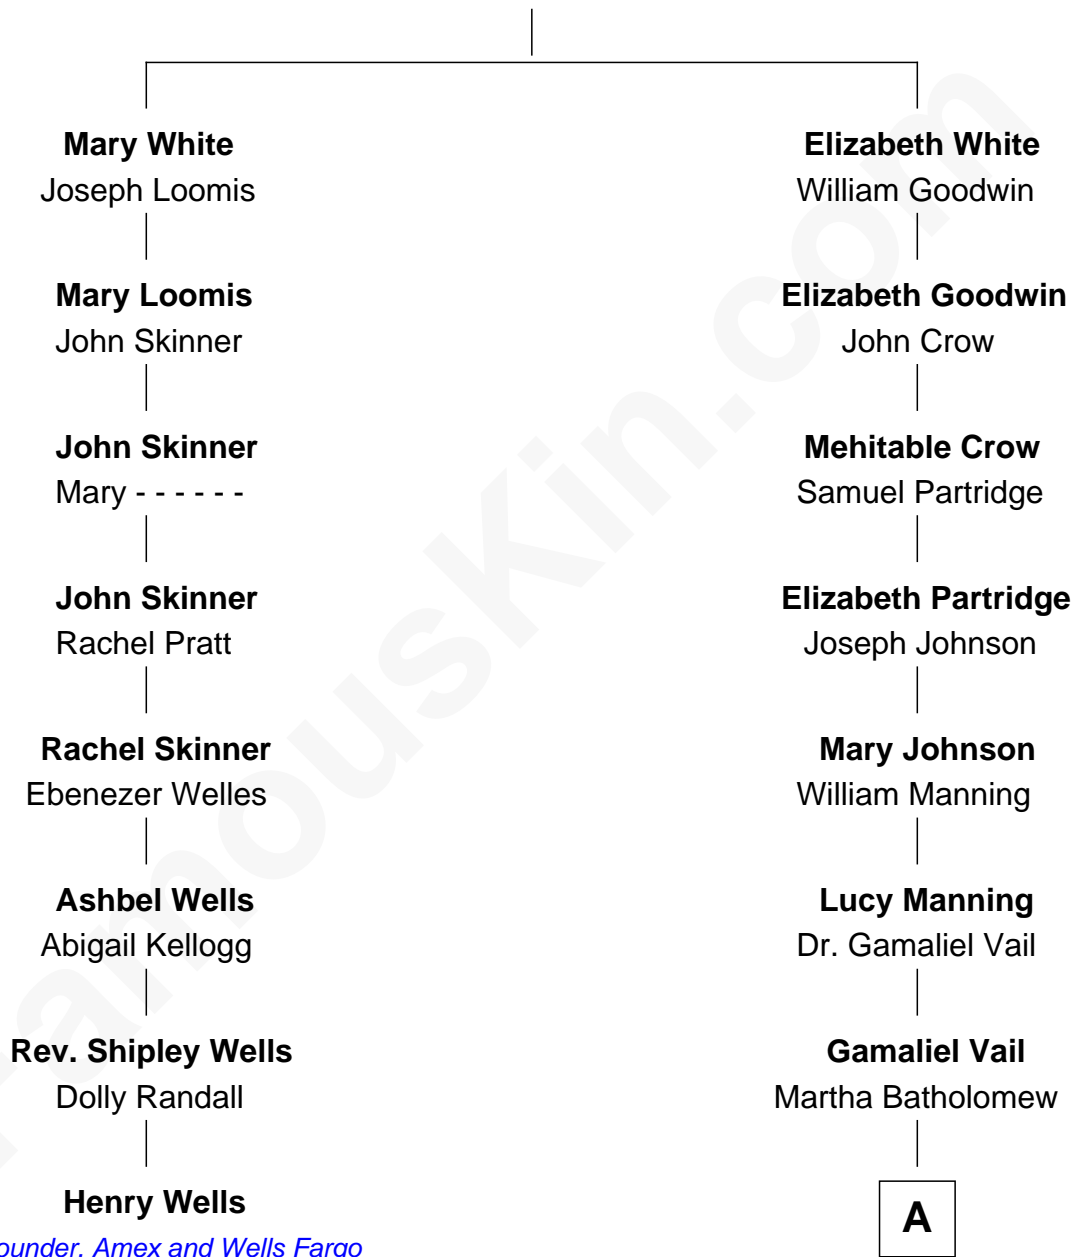 Mary White
Joseph Loomis
Mary Loomis
John Skinner
John Skinner
Mary - - - - - -
John Skinner
Rachel Pratt
Rachel Skinner
Ebenezer Welles
Ashbel Wells
Abigail Kellogg
Rev. Shipley Wells
Dolly Randall
Henry Wells
ounder, Amex and Wells Fargo
Elizabeth White
William Goodwin
Elizabeth Goodwin
John Crow
Mehitable Crow
Samuel Partridge
Elizabeth Partridge
Joseph Johnson
Mary Johnson
William Manning
Lucy Manning
Dr. Gamaliel Vail
Gamaliel Vail
Martha Batholomew
A
FamousKin.com